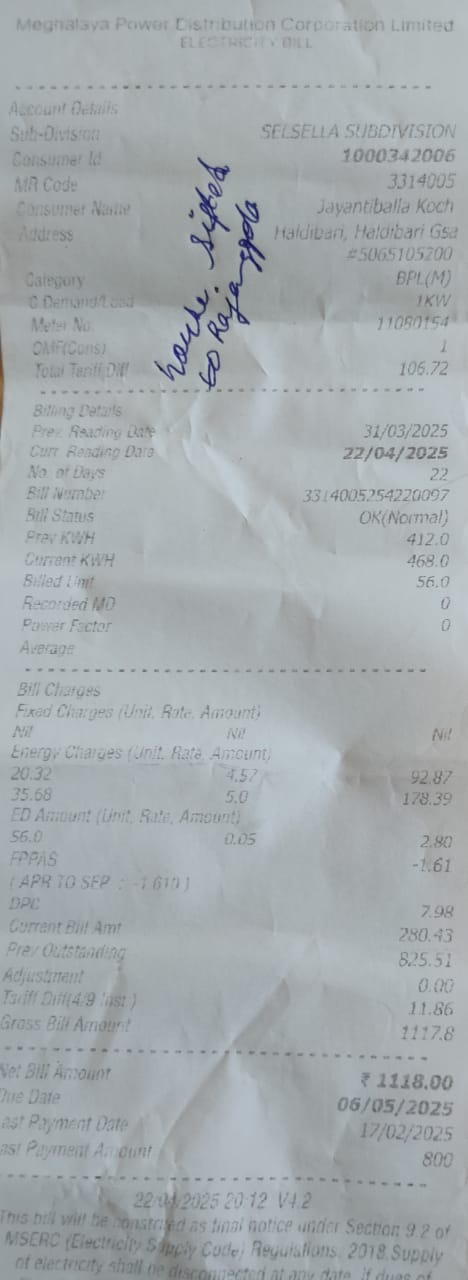 Meghalaya Power Distribution Corporation Limited
ELECTRICITY BILL
Account Details
Sub-Division SELSELLA SUBDIVISION
Consumer Id 1000342006
MR Code 3314005
Consumer Name Jayantiballa Koch
Address Haldibari, Haldibari Gsa
#5065105200
Category BPL(M)
C Demand/Load 1KW
Meter No. 11080154
OMF(Cons) 1
Total Tariff Diff 106.72
to
Billing Details
Prev. Reading Date 31/03/2025
Curr. Reading Date 22/04/2025
No. of Days 22
Bill Number 3314005254220097
Bill Status OK(Normal)
Prev KWH 412.0
Current KWH 468.0
Billed Unit 56.0
Recorded MD 0
Power Factor 0
Average
Bill Charges
Fixed Charges (Unit, Rate, Amount)
Nil Nil Nil
Energy Charges (Unit, Rate, Amount)
20.32 4.57 92.87
35.68 5.0 178.39
ED Amount (Unit, Rate, Amount)
56.0 0.05 2.80
FPPAS -1.61
( APR TO SEP : -1.610 )
DPC 7.98
Current Bill Amt 280.43
Prev Outstanding 825.51
Adjustment 0.00
Tariff Diff(4/9 Inst.) 11.86
Gross Bill Amount 1117.8
Net Bill Amount ₹ 1118.00
Due Date 06/05/2025
ast Payment Date 17/02/2025
ast Payment Amount 800
22/04/2025 20:12 V4.2
This bill will be construed as final notice under Section 9.2 of
MSERC (Electricity Supply Code) Regulations, 2018. Supply
of electricity shall be disconnected at any date, if dues